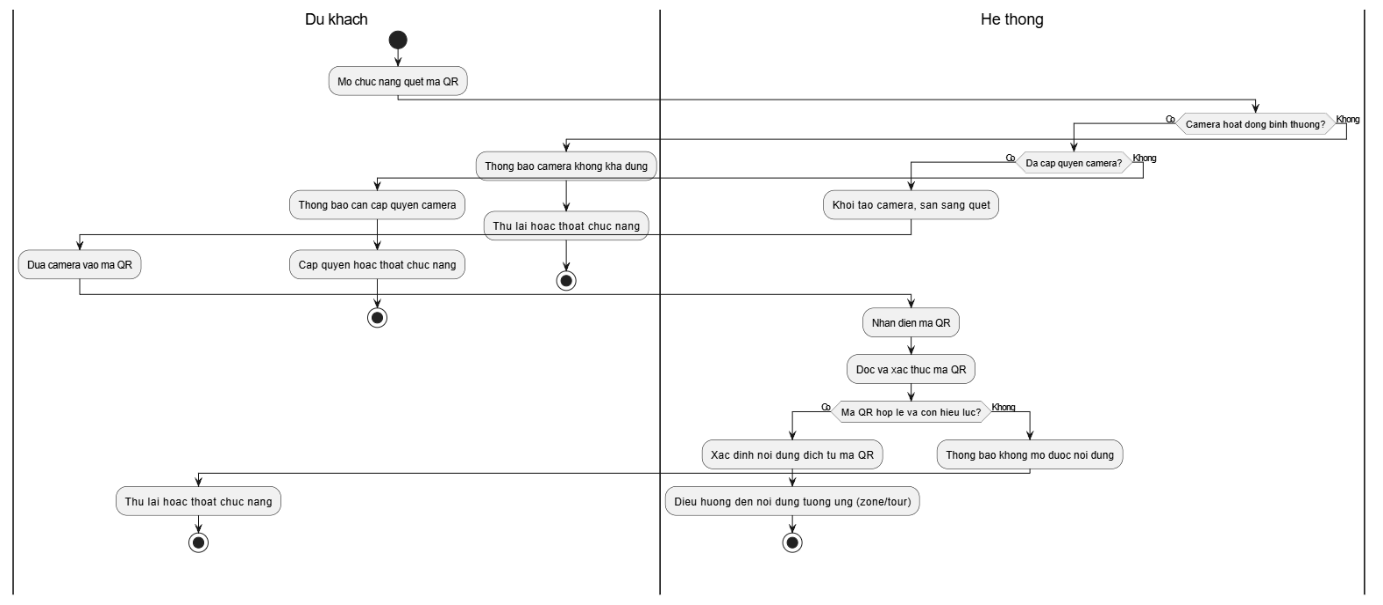 Du khach
He thong
Mo chuc nang quet ma QR
Camera hoat dong binh thuong?
Co
Khong
Thong bao camera khong kha dung
Da cap quyen camera?
Co
Khong
Thong bao can cap quyen camera
Khoi tao camera, san sang quet
Thu lai hoac thoat chuc nang
Dua camera vao ma QR
Cap quyen hoac thoat chuc nang
Nhan dien ma QR
Doc va xac thuc ma QR
Ma QR hop le va con hieu luc?
Co
Khong
Xac dinh noi dung dich tu ma QR
Thong bao khong mo duoc noi dung
Thu lai hoac thoat chuc nang
Dieu huong den noi dung tuong ung (zone/tour)